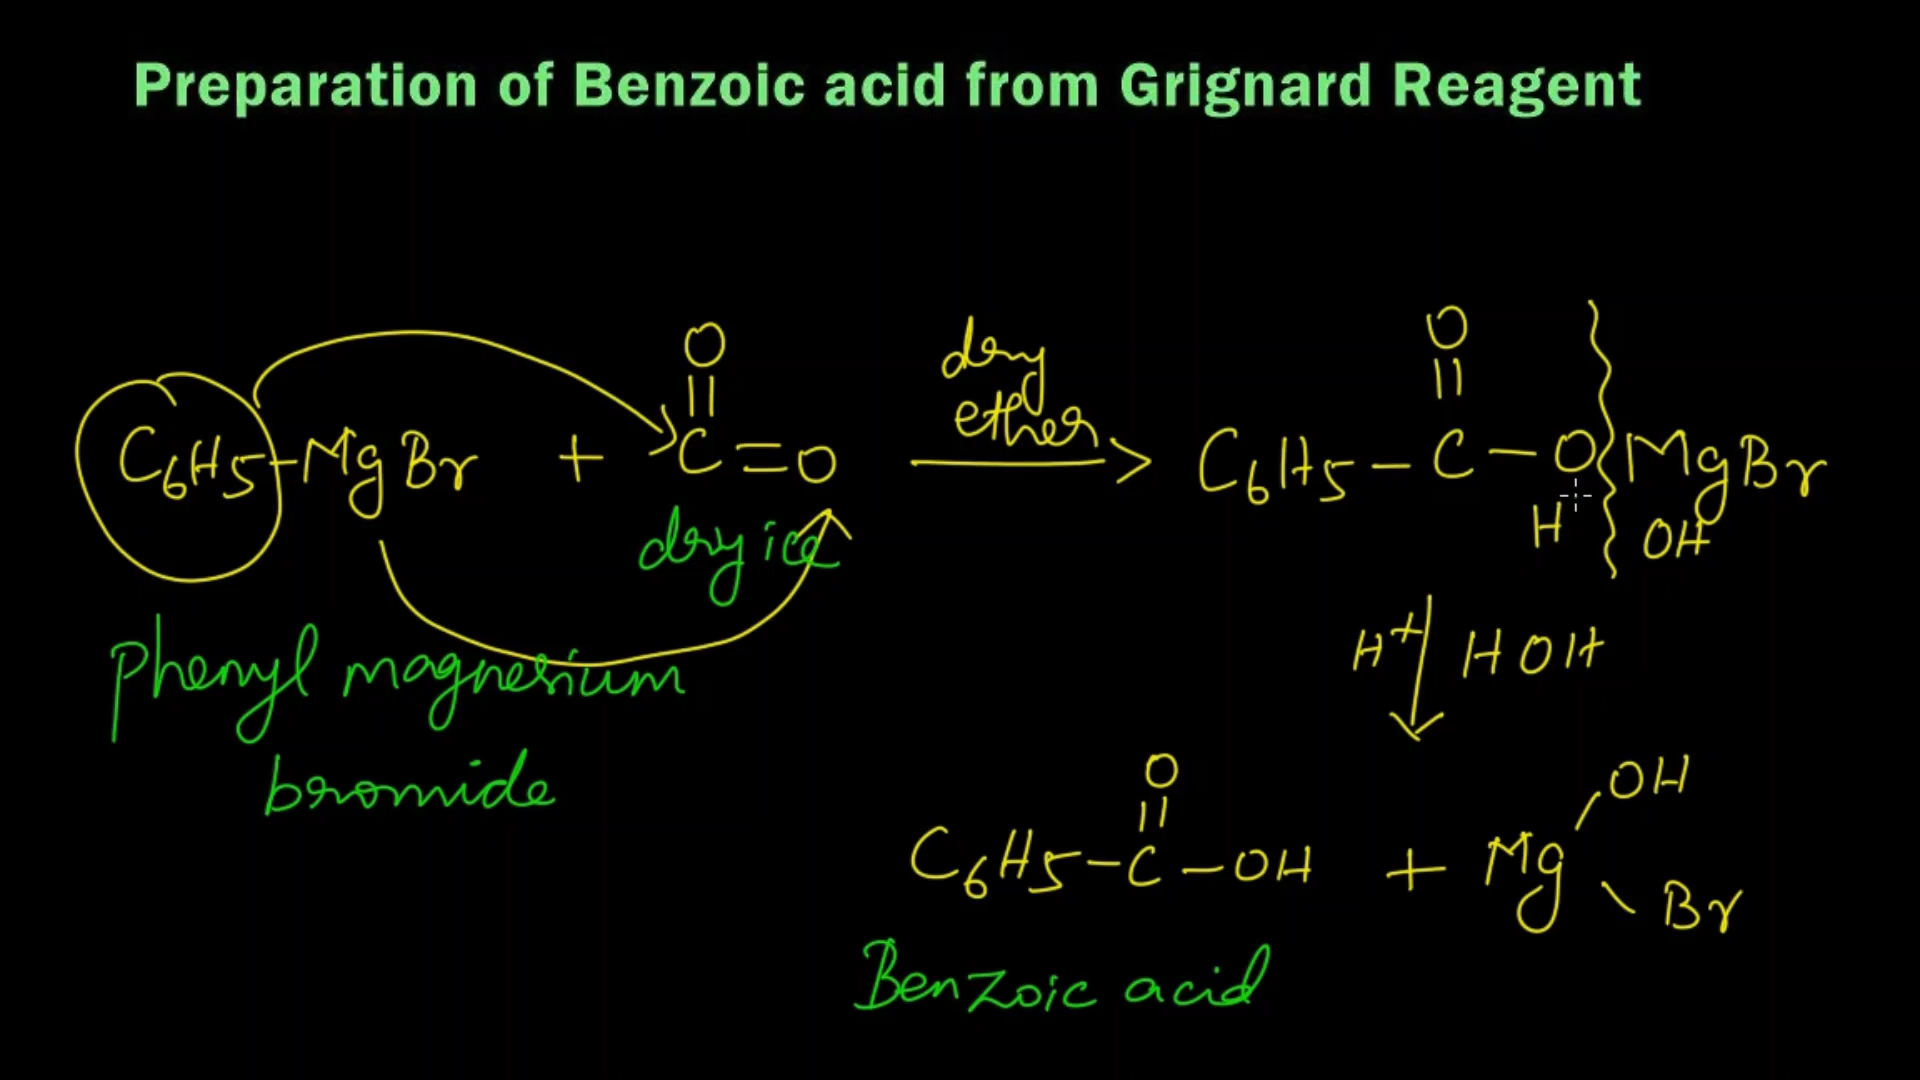 Preparation of Benzoic acid from Grignard Reagent
O
||
C6H5-MgBr + C=O
dry ether
>
O
||
C6H5-C-O MgBr
H OH
dry ice
phenyl magnesium
bromide
H+ HOH
O
||
C6H5-C-OH + Mg
OH
Br
Benzoic acid